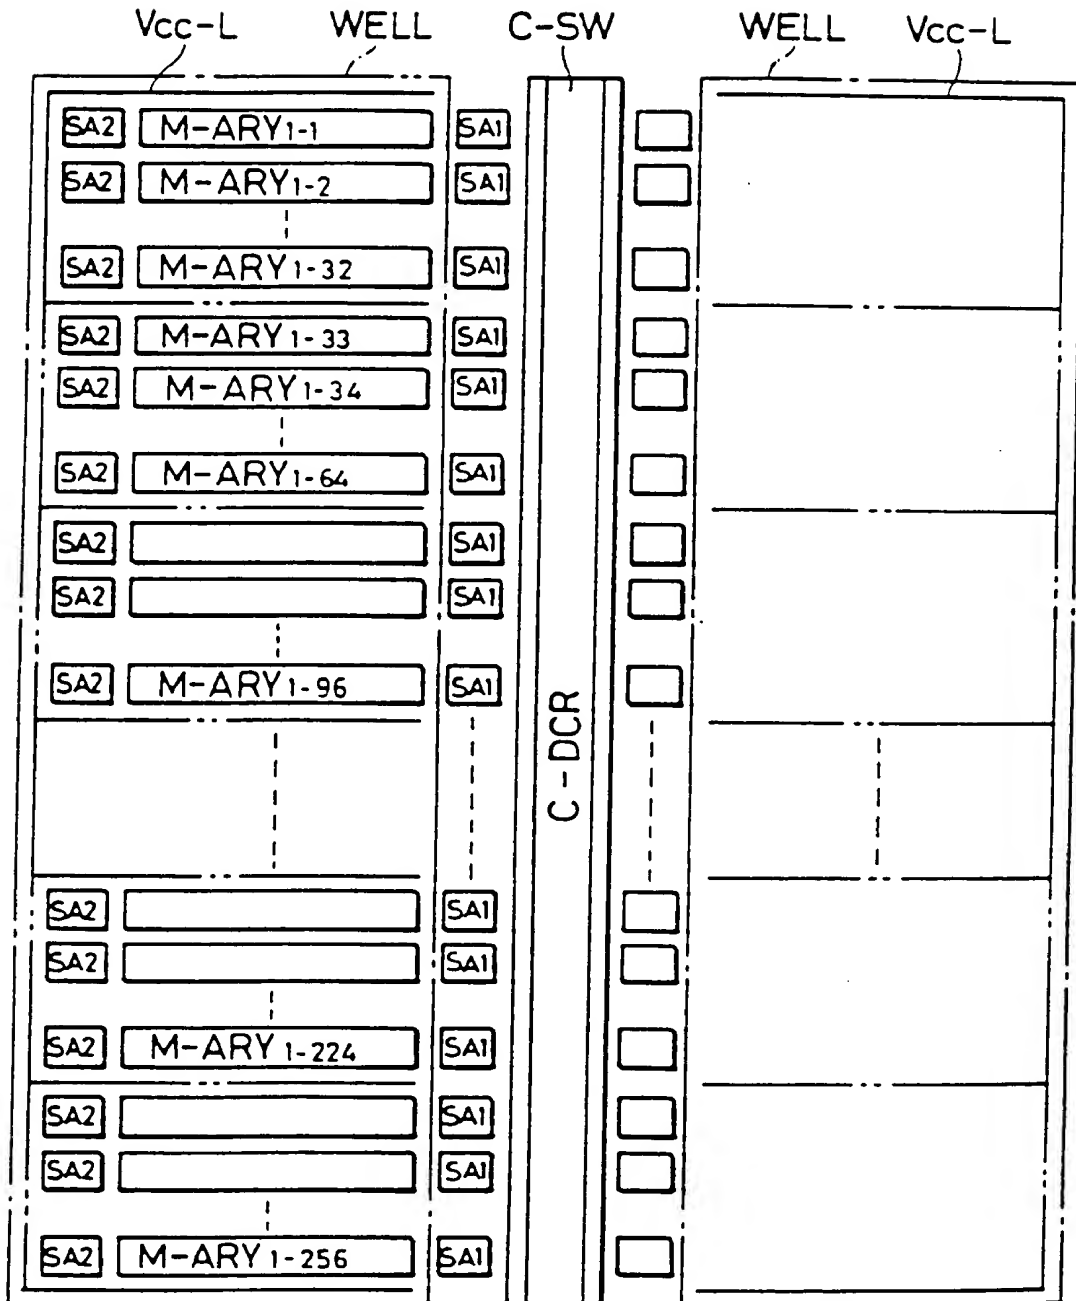 Vcc-L WELL C-SW WELL Vcc-L
SA2 M-ARY1-1 SA1
SA2 M-ARY1-2 SA1
SA2 M-ARY1-32 SA1
SA2 M-ARY1-33 SA1
SA2 M-ARY1-34 SA1
SA2 M-ARY1-64 SA1
SA2 SA1
SA2 SA1
SA2 M-ARY1-96 SA1
C-DCR
SA2 SA1
SA2 SA1
SA2 M-ARY1-224 SA1
SA2 SA1
SA2 SA1
SA2 M-ARY1-256 SA1